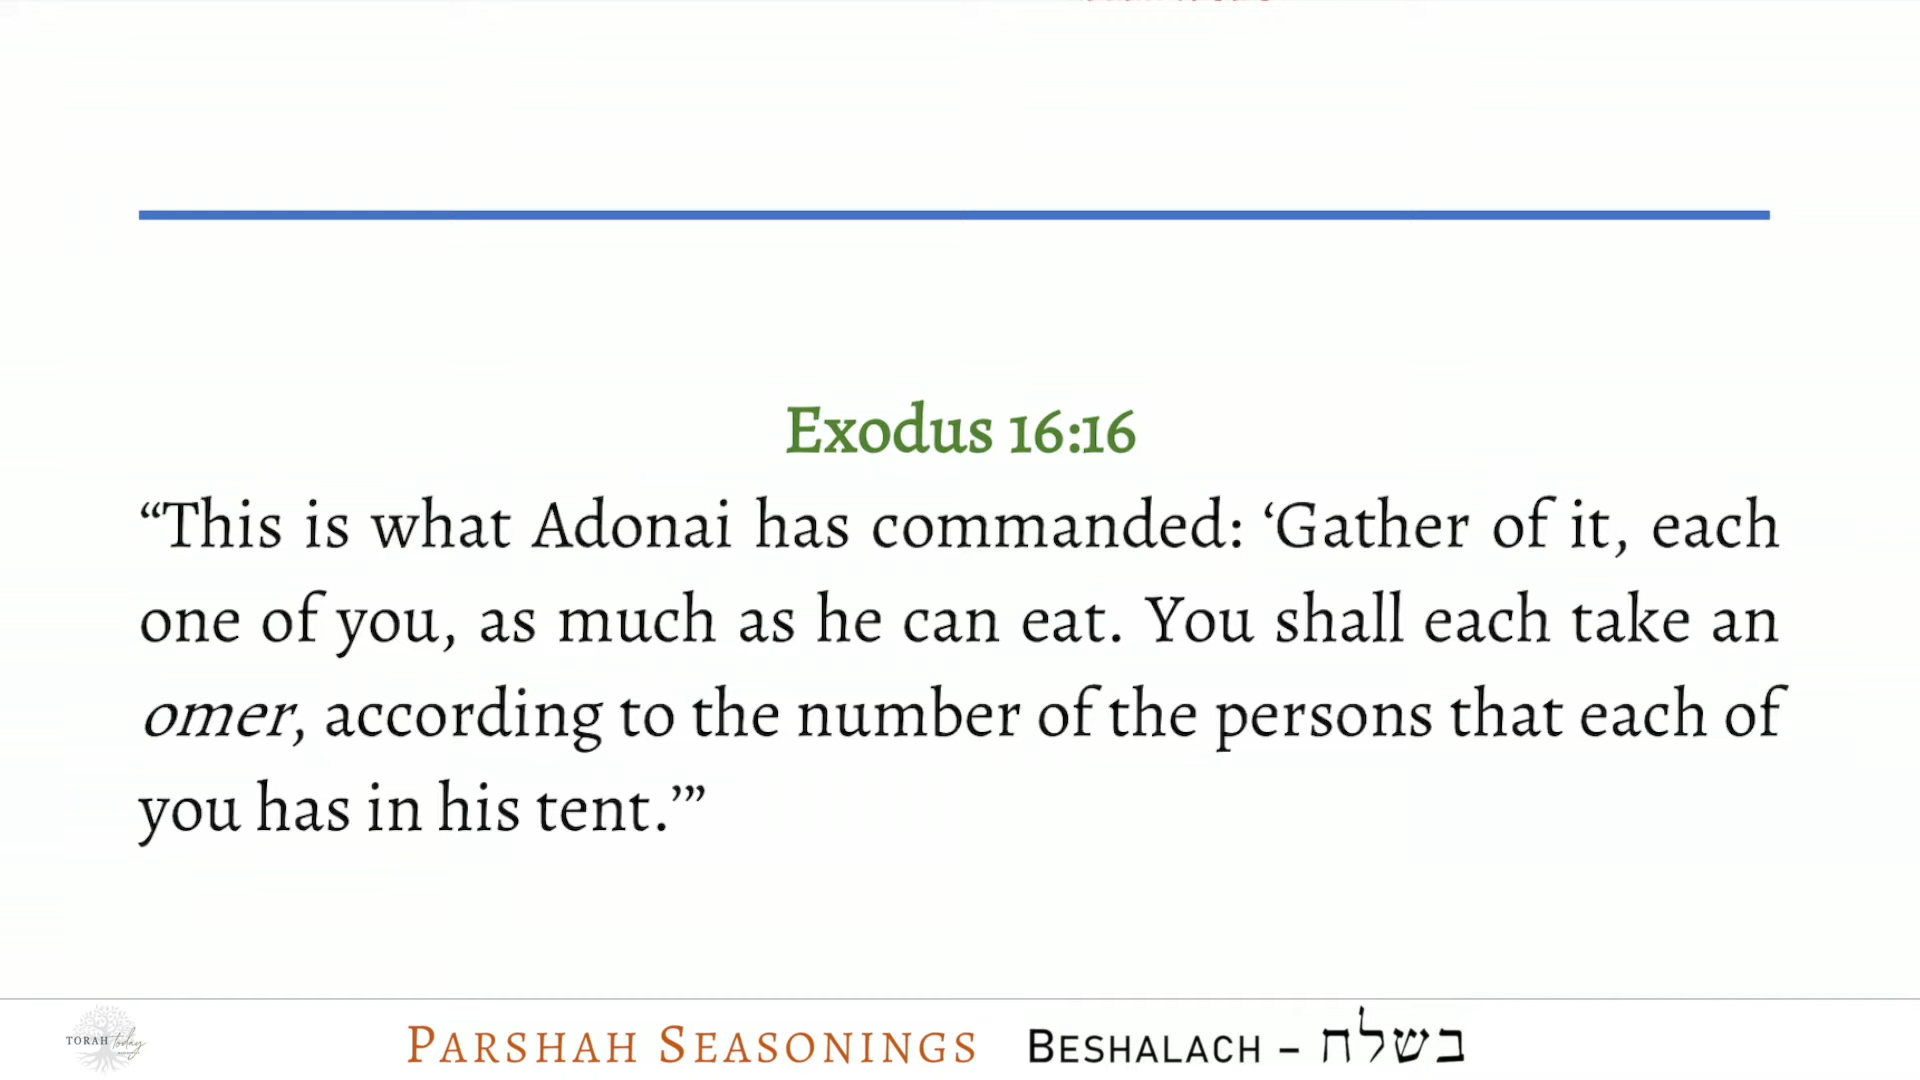 Exodus 16:16
“This is what Adonai has commanded: ‘Gather of it, each
one of you, as much as he can eat. You shall each take an
omer, according to the number of the persons that each of
you has in his tent.’”
TORAH today
PARSHAH SEASONINGS BESHALACH – בשלח